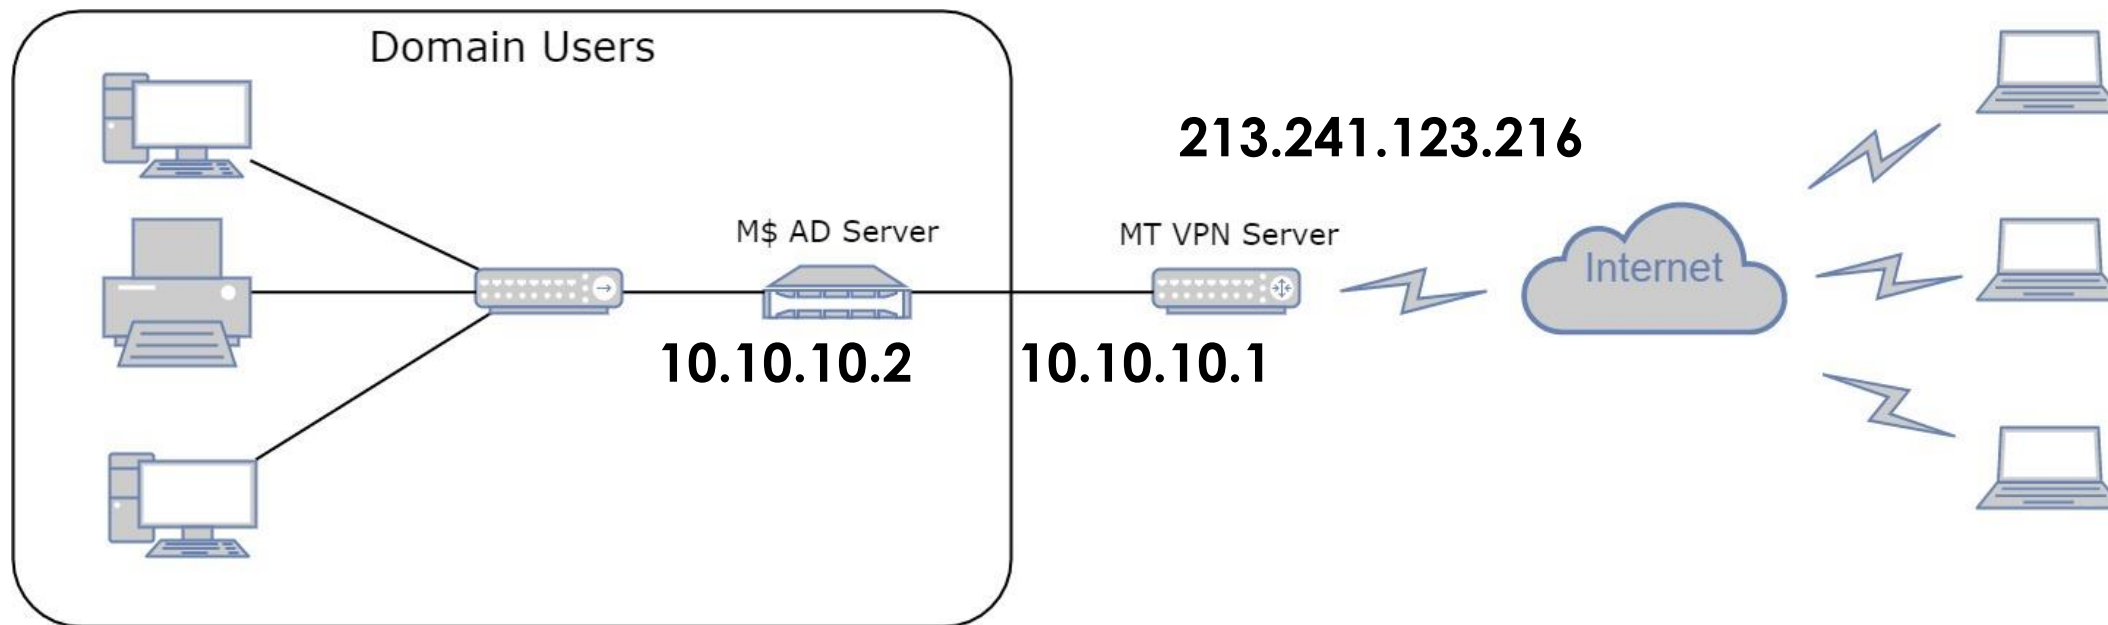 Domain Users
213.241.123.216
M$ AD Server
MT VPN Server
Internet
10.10.10.2
10.10.10.1